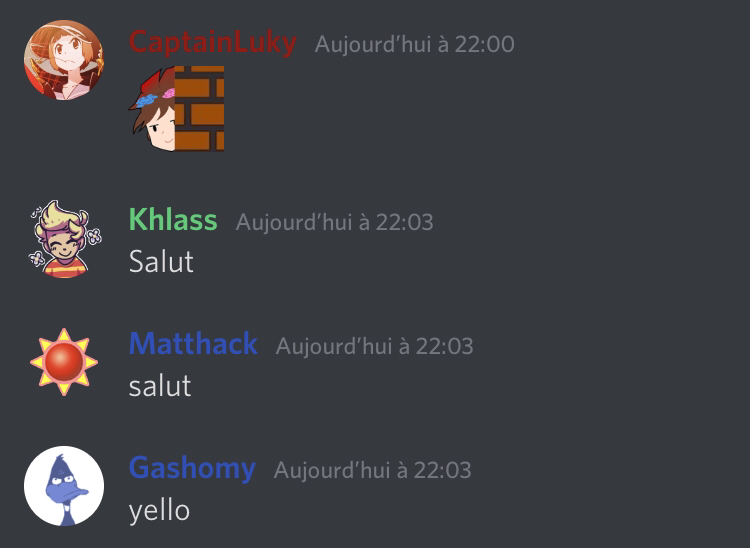 CaptainLuky Aujourd'hui à 22:00
Khlass Aujourd'hui à 22:03
Salut
Matthack Aujourd'hui à 22:03
salut
Gashomy Aujourd'hui à 22:03
yello